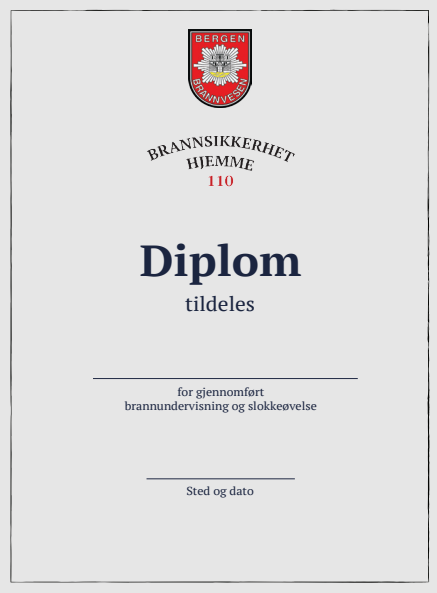 BERGEN
BRANNVESEN
BRANNSIKKERHET
HJEMME
110
Diplom
tildeles
for gjennomført
brannundervisning og slokkeøvelse
Sted og dato